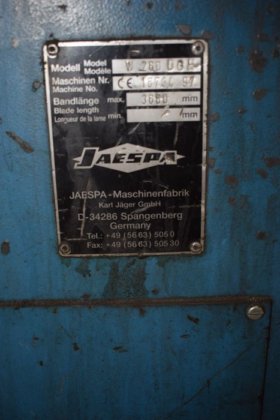 Modell Model Modèle W 260 DGH
Maschinen Nr. Machine No. CE
Bandlänge Blade length Longueur de la lame max. 3660 mm
min. mm
JAESPA
JAESPA-Maschinenfabrik
Karl Jäger GmbH
D-34286 Spangenberg
Germany
Tel.: +49 (56 63) 505 0
Fax: +49 (56 63) 505 30